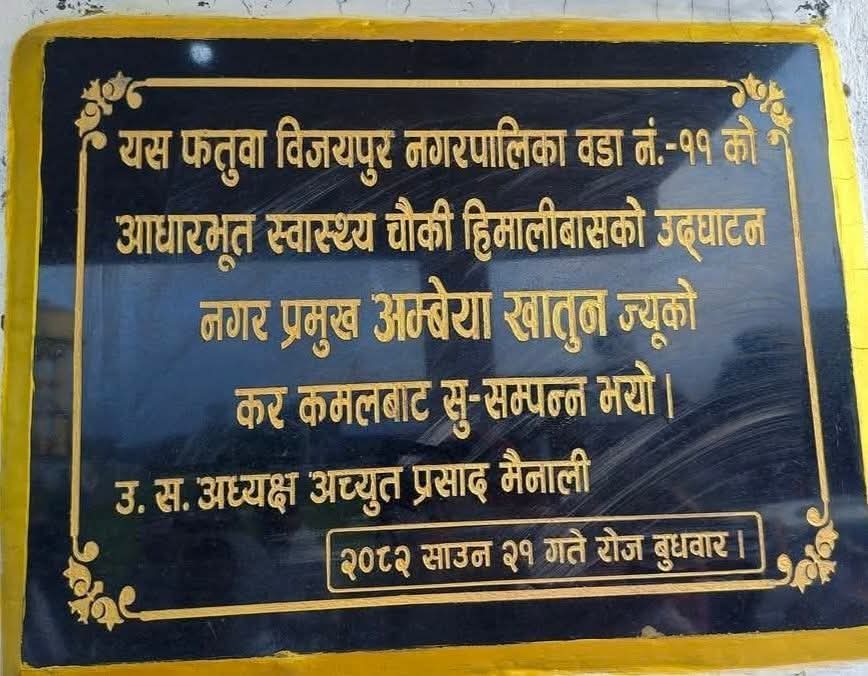 यस फतुवा विजयपुर नगरपालिका वडा नं.-११ को
आधारभूत स्वास्थ्य चौकी हिमालीबासको उद्‌घाटन
नगर प्रमुख अम्बेया खातुन ज्यूको
कर कमलबाट सु-सम्पन्न भयो।
उ. स. अध्यक्ष अच्युत प्रसाद मैनाली
२०८२ साउन २१ गते रोज बुधवार।